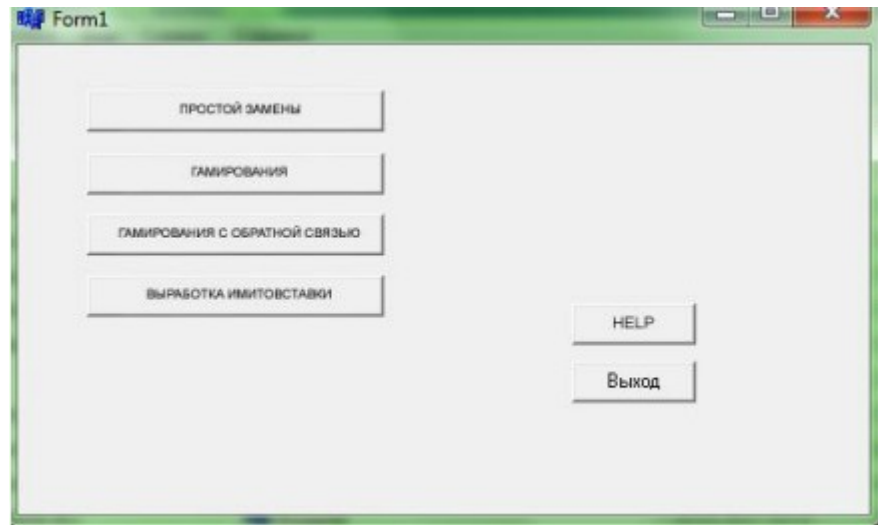 Form1
ПРОСТОЙ ЗАМЕНЫ
ГАМИРОВАНИЯ
ГАМИРОВАНИЯ С ОБРАТНОЙ СВЯЗЬЮ
ВЫРАБОТКА ИМИТОВСТАВКИ
HELP
Выход